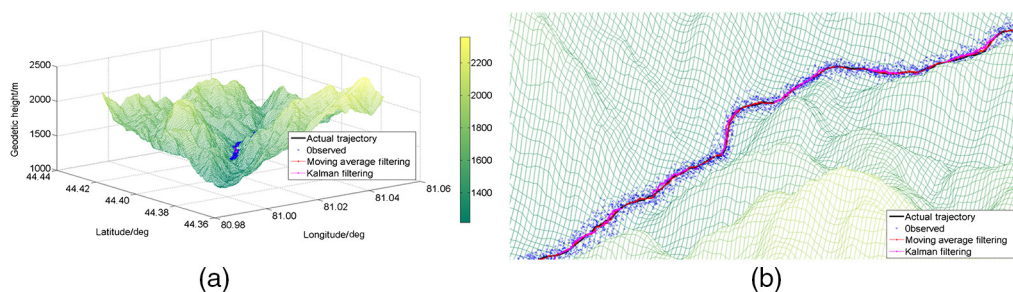 2500
2000
1500
1000
Geodetic height/m
44.44
44.42
44.40
44.38
44.36
Latitude/deg
80.98
81.00
81.02
81.04
81.06
Longitude/deg
Actual trajectory
0bserved
Moving average filtering
Kalman filtering
2200
2000
1800
1600
1400
(a)
Actual trajectory
0bserved
Moving average filtering
Kalman filtering
(b)